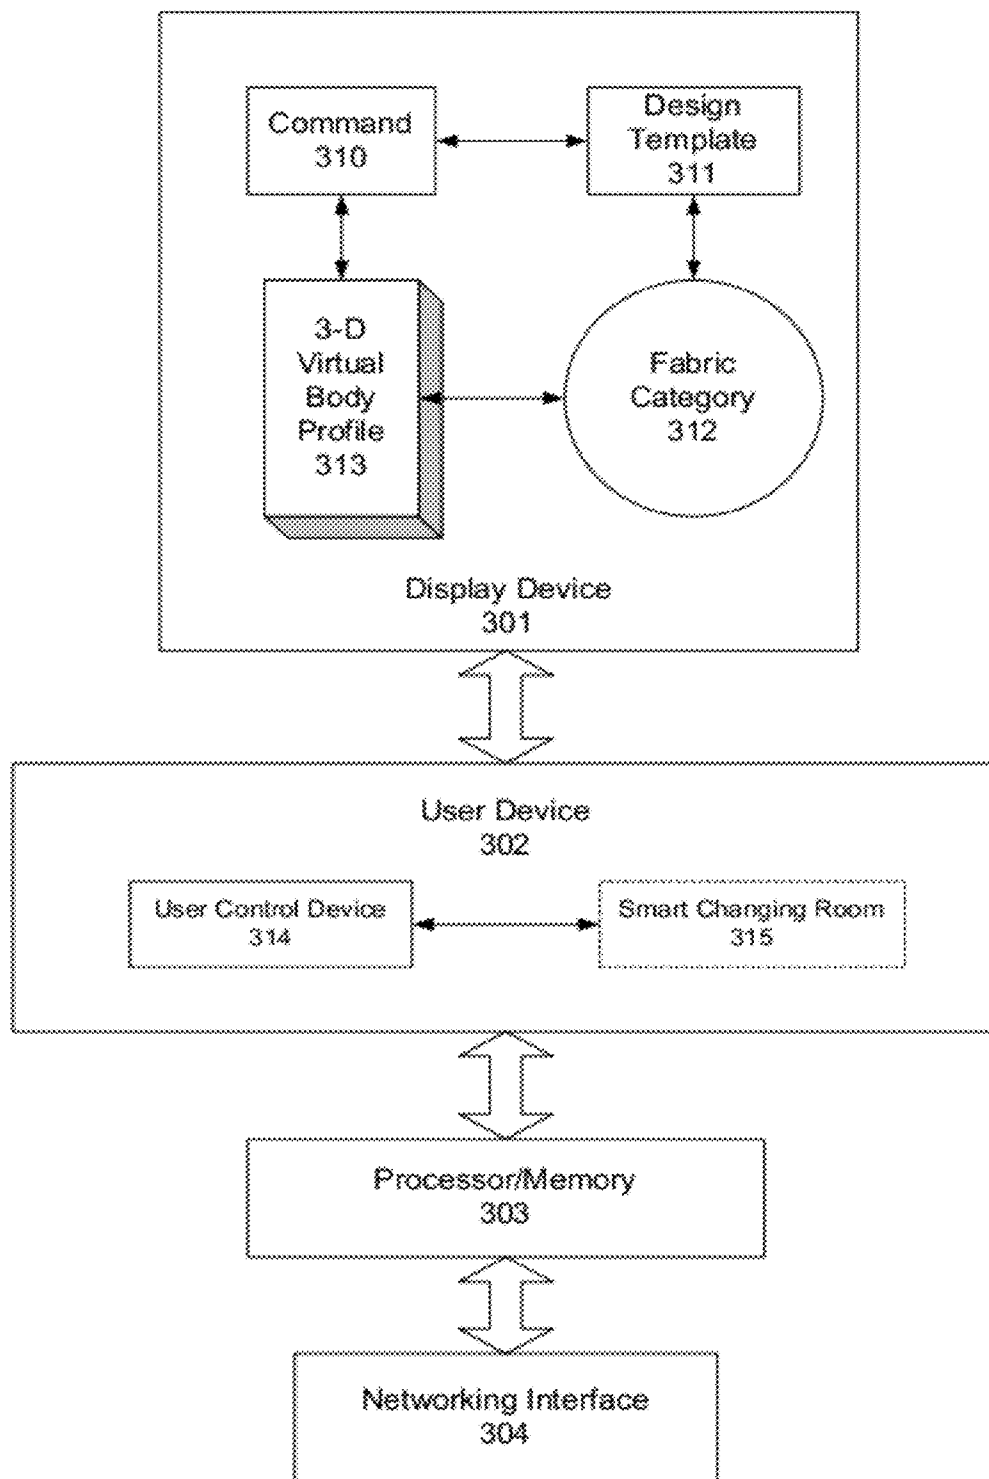 Command
310
Design
Template
311
3-D
Virtual
Body
Profile
313
Fabric
Category
312
Display Device
301
User Device
302
User Control Device
314
Smart Changing Room
315
Processor/Memory
303
Networking Interface
304